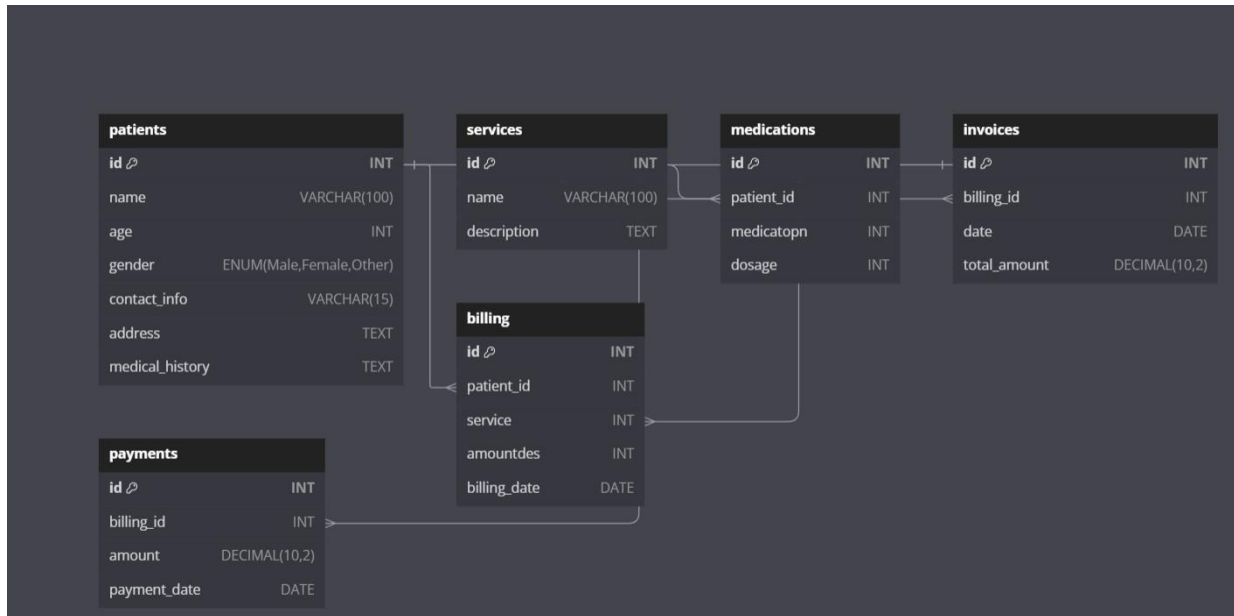 patients
id INT
name VARCHAR(100)
age INT
gender ENUM(Male,Female,Other)
contact_info VARCHAR(15)
address TEXT
medical_history TEXT
services
id INT
name VARCHAR(100)
description TEXT
medications
id INT
patient_id INT
medicatopn INT
dosage INT
invoices
id INT
billing_id INT
date DATE
total_amount DECIMAL(10,2)
billing
id INT
patient_id INT
service INT
amountdes INT
billing_date DATE
payments
id INT
billing_id INT
amount DECIMAL(10,2)
payment_date DATE